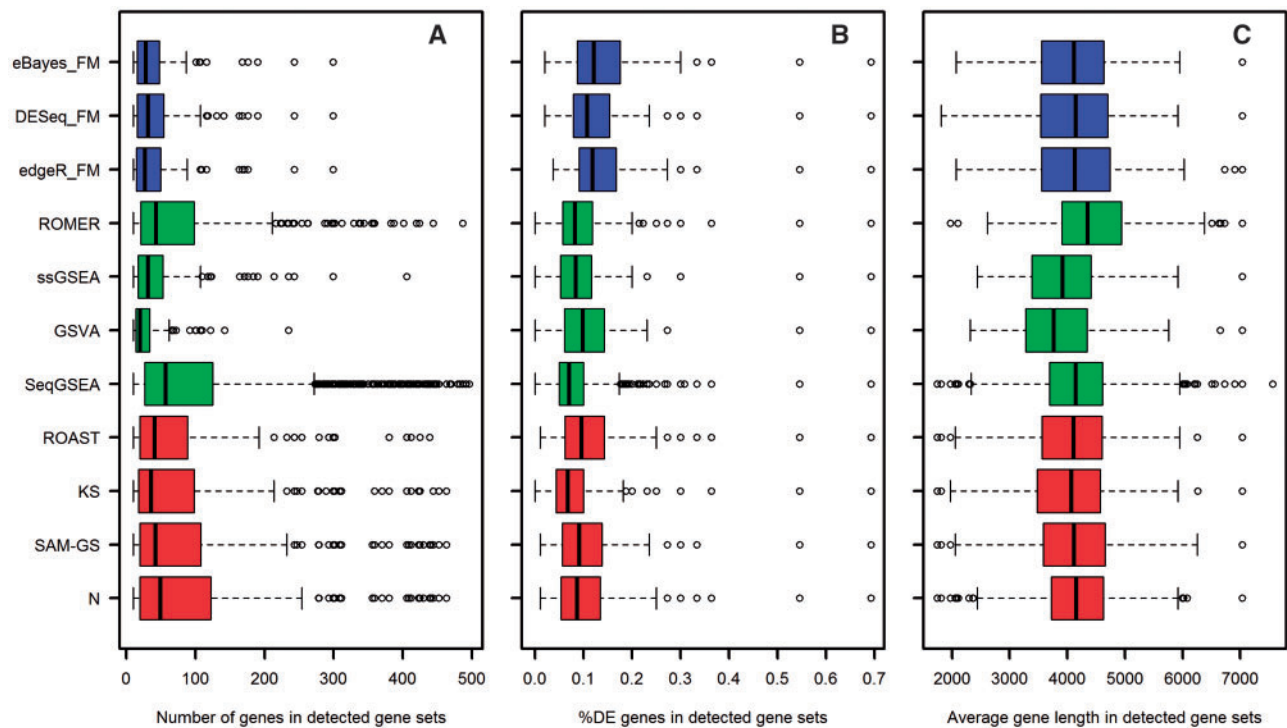 A B C
eBayes_FM
DESeq_FM
edgeR_FM
ROMER
ssGSEA
GSVA
SeqGSEA
ROAST
KS
SAM-GS
N
0 100 200 300 400 500 0.0 0.1 0.2 0.3 0.4 0.5 0.6 0.7 2000 3000 4000 5000 6000 7000
Number of genes in detected gene sets %DE genes in detected gene sets Average gene length in detected gene sets